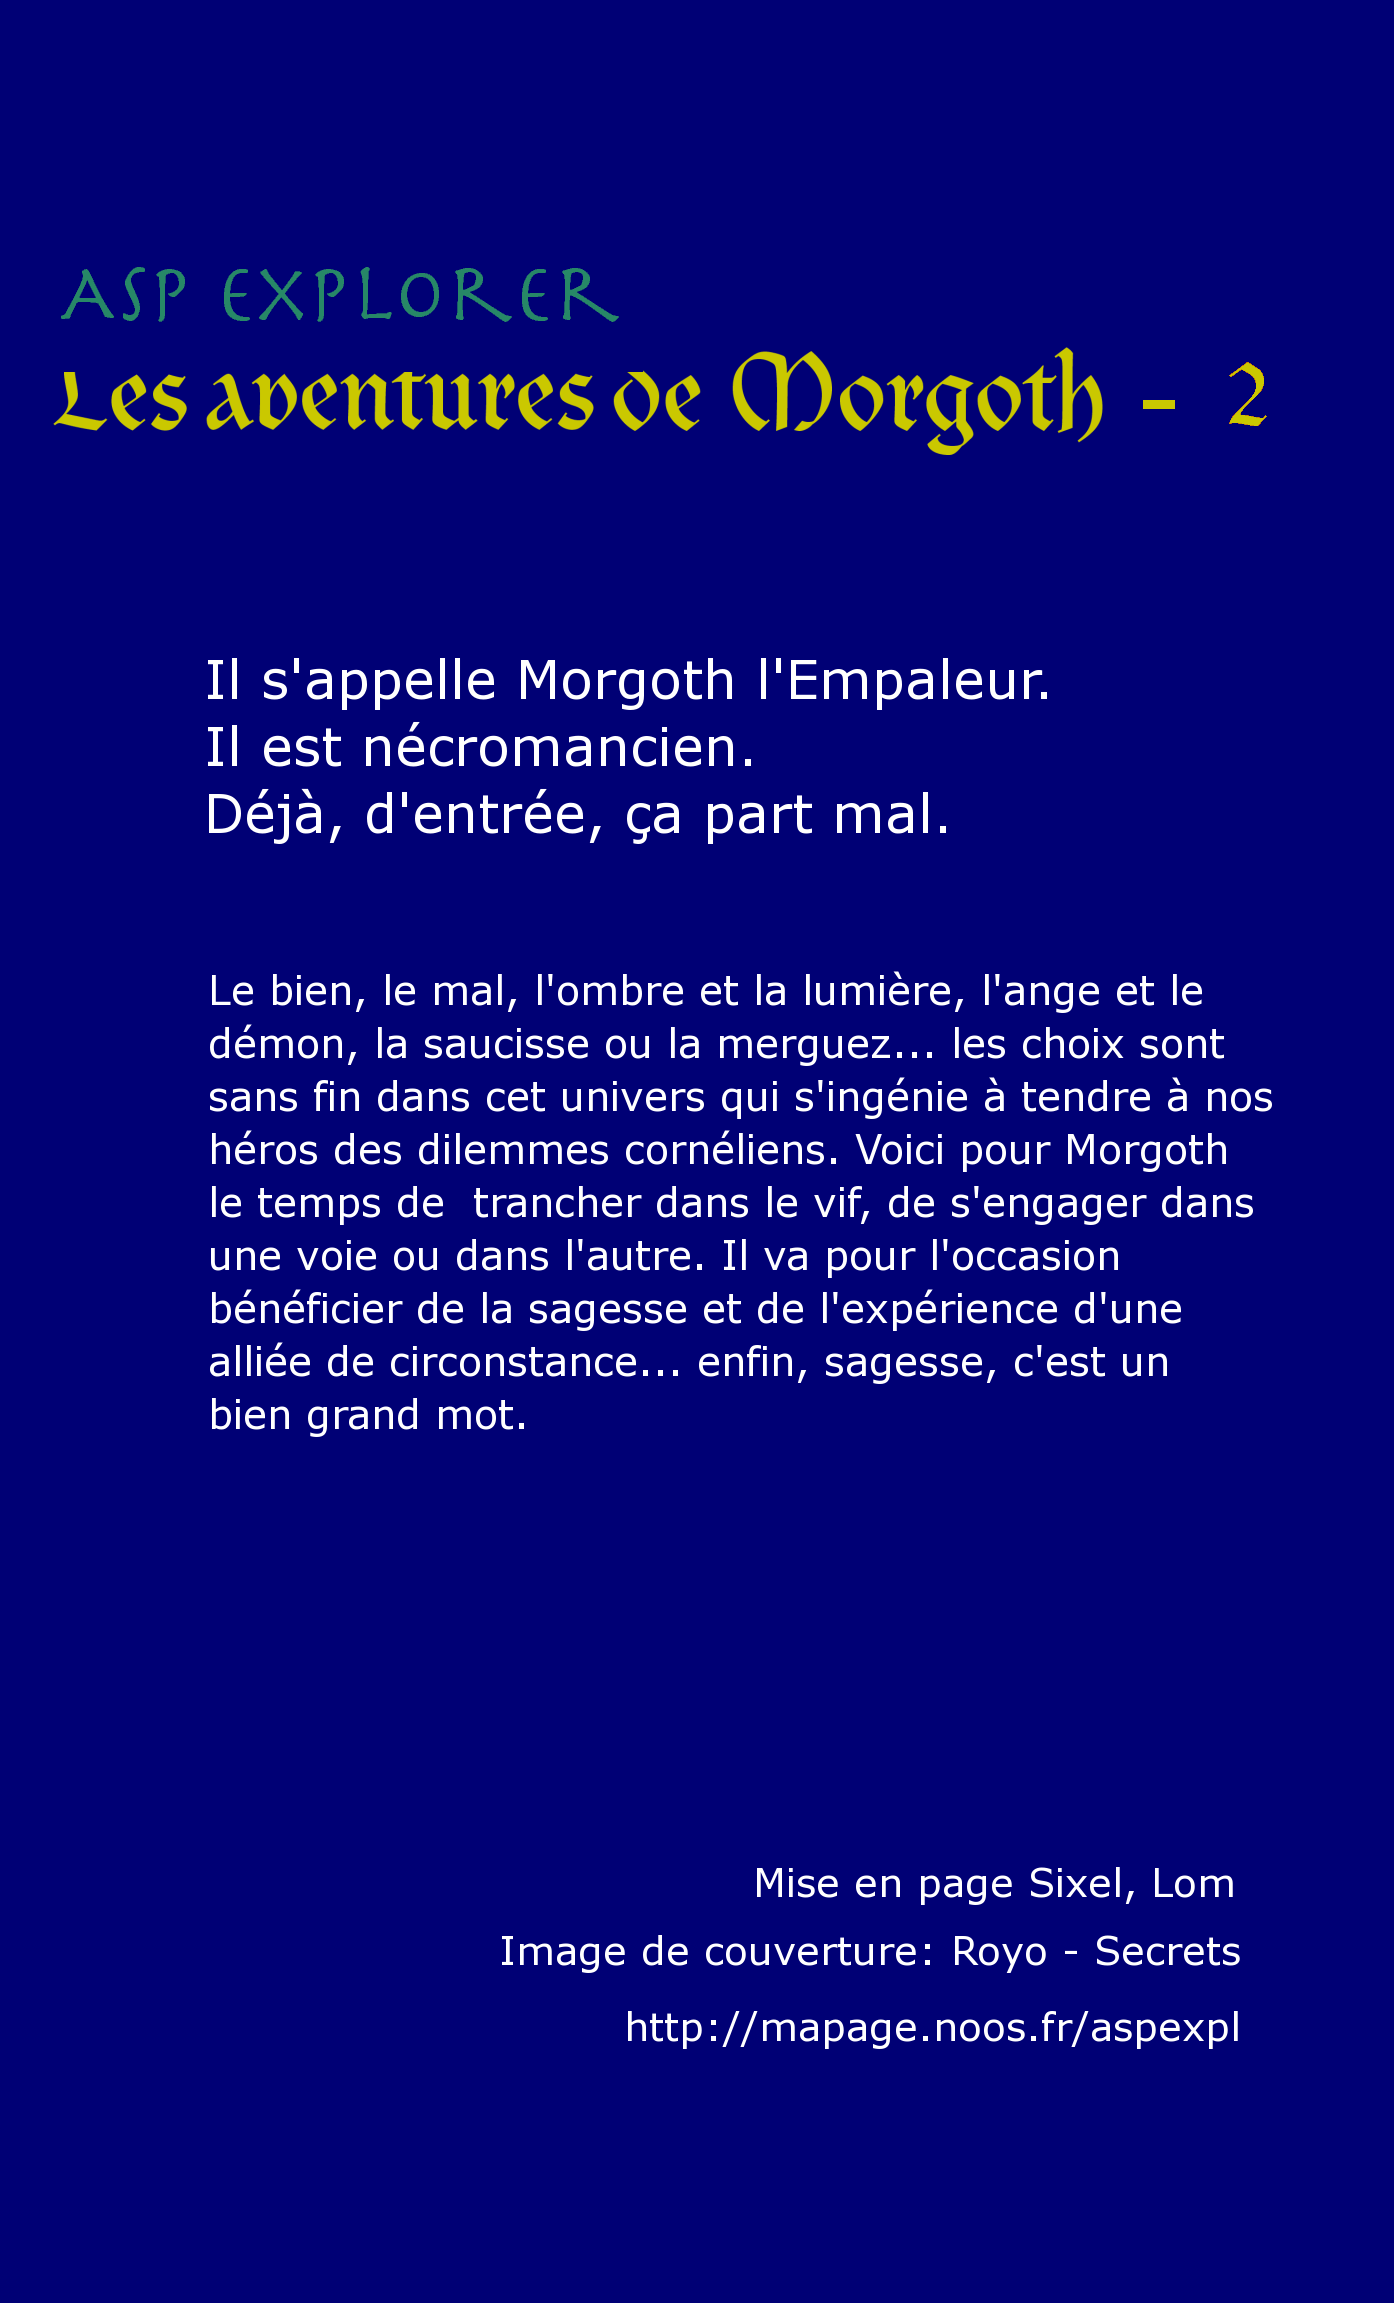 ASP EXPLORER
Les aventures de Morgoth - 2
Il s'appelle Morgoth l'Empaleur.
Il est nécromancien.
Déjà, d'entrée, ça part mal.
Le bien, le mal, l'ombre et la lumière, l'ange et le
démon, la saucisse ou la merguez... les choix sont
sans fin dans cet univers qui s'ingénie à tendre à nos
héros des dilemmes cornéliens. Voici pour Morgoth
le temps de  trancher dans le vif, de s'engager dans
une voie ou dans l'autre. Il va pour l'occasion
bénéficier de la sagesse et de l'expérience d'une
alliée de circonstance... enfin, sagesse, c'est un
bien grand mot.
Mise en page Sixel, Lom
Image de couverture: Royo - Secrets
http://mapage.noos.fr/aspexpl